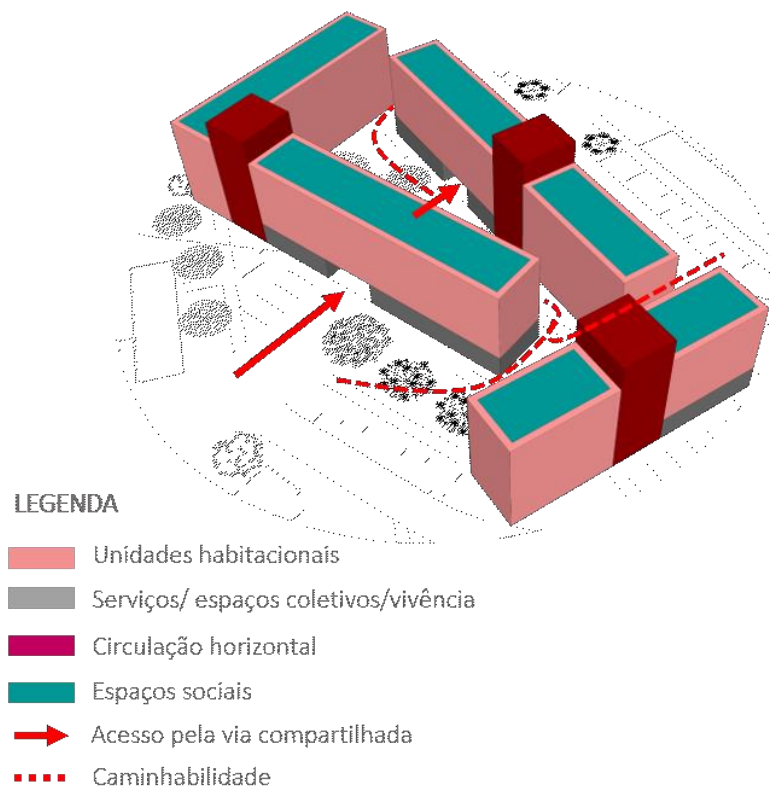 LEGENDA
Unidades habitacionais
Serviços/ espaços coletivos/vivência
Circulação horizontal
Espaços sociais
Acesso pela via compartilhada
Caminhabilidade